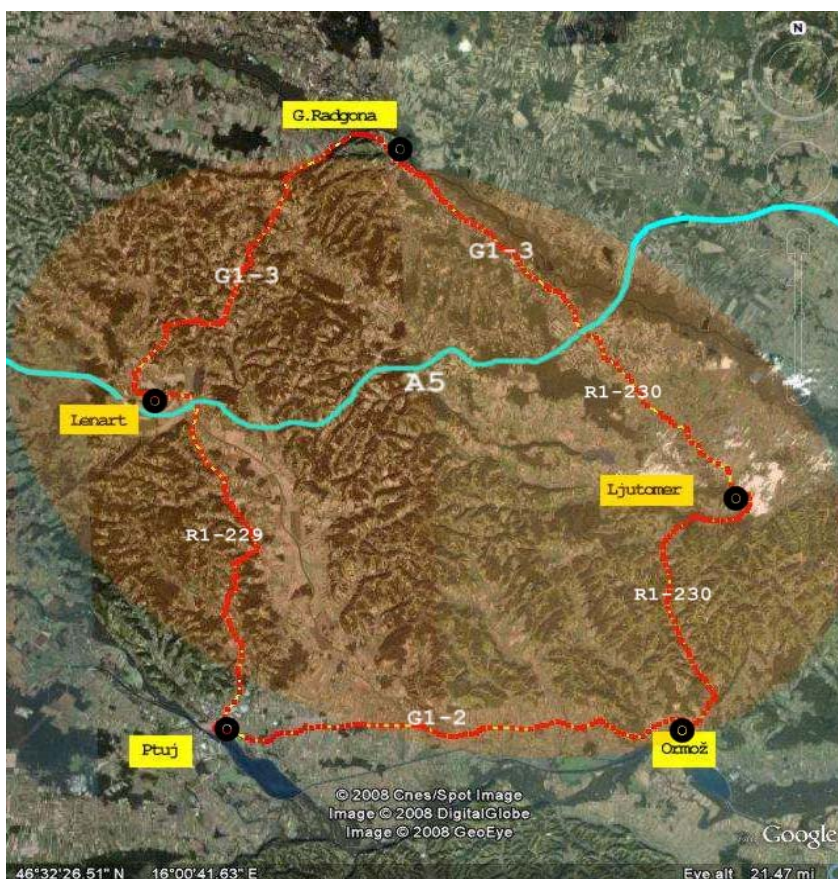 N
G.Radgona
G1-3
G1-3
A5
R1-230
Lenart
Ljutomer
R1-229
R1-230
G1-2
Ptuj
Ormož
© 2008 Cnes/Spot Image
Image © 2008 DigitalGlobe
Image © 2008 GeoEye
Google
46°32'26.51" N 16°00'41.63" E
Eye alt 21.47 mi